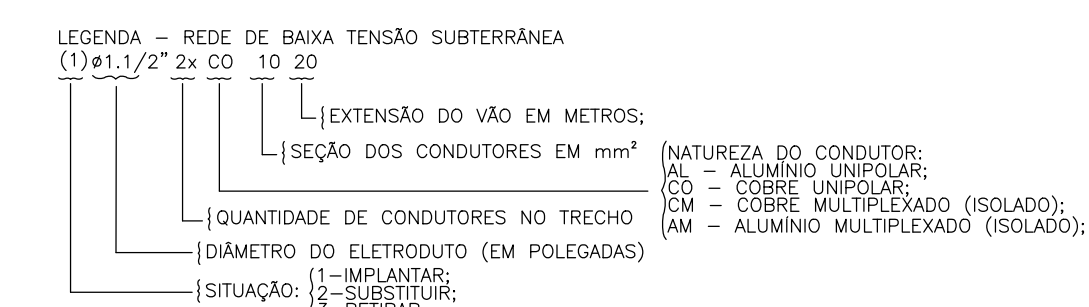 LEGENDA – REDE DE BAIXA TENSÃO SUBTERRÂNEA
(1)ø1.1/2" 2x CO 10 20
EXTENSÃO DO VÃO EM METROS;
SEÇÃO DOS CONDUTORES EM mm²
NATUREZA DO CONDUTOR:
AL – ALUMÍNIO UNIPOLAR;
CO – COBRE UNIPOLAR;
CM – COBRE MULTIPLEXADO (ISOLADO);
AM – ALUMÍNIO MULTIPLEXADO (ISOLADO);
QUANTIDADE DE CONDUTORES NO TRECHO
DIÂMETRO DO ELETRODUTO (EM POLEGADAS)
SITUAÇÃO:
1–IMPLANTAR;
2–SUBSTITUIR;